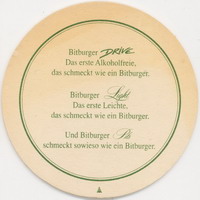 Bitburger DRIVE
Das erste Alkoholfreie,
das schmeckt wie ein Bitburger.
Bitburger Light
Das erste Leichte,
das schmeckt wie ein Bitburger.
Und Bitburger Pils
schmeckt sowieso wie ein Bitburger.